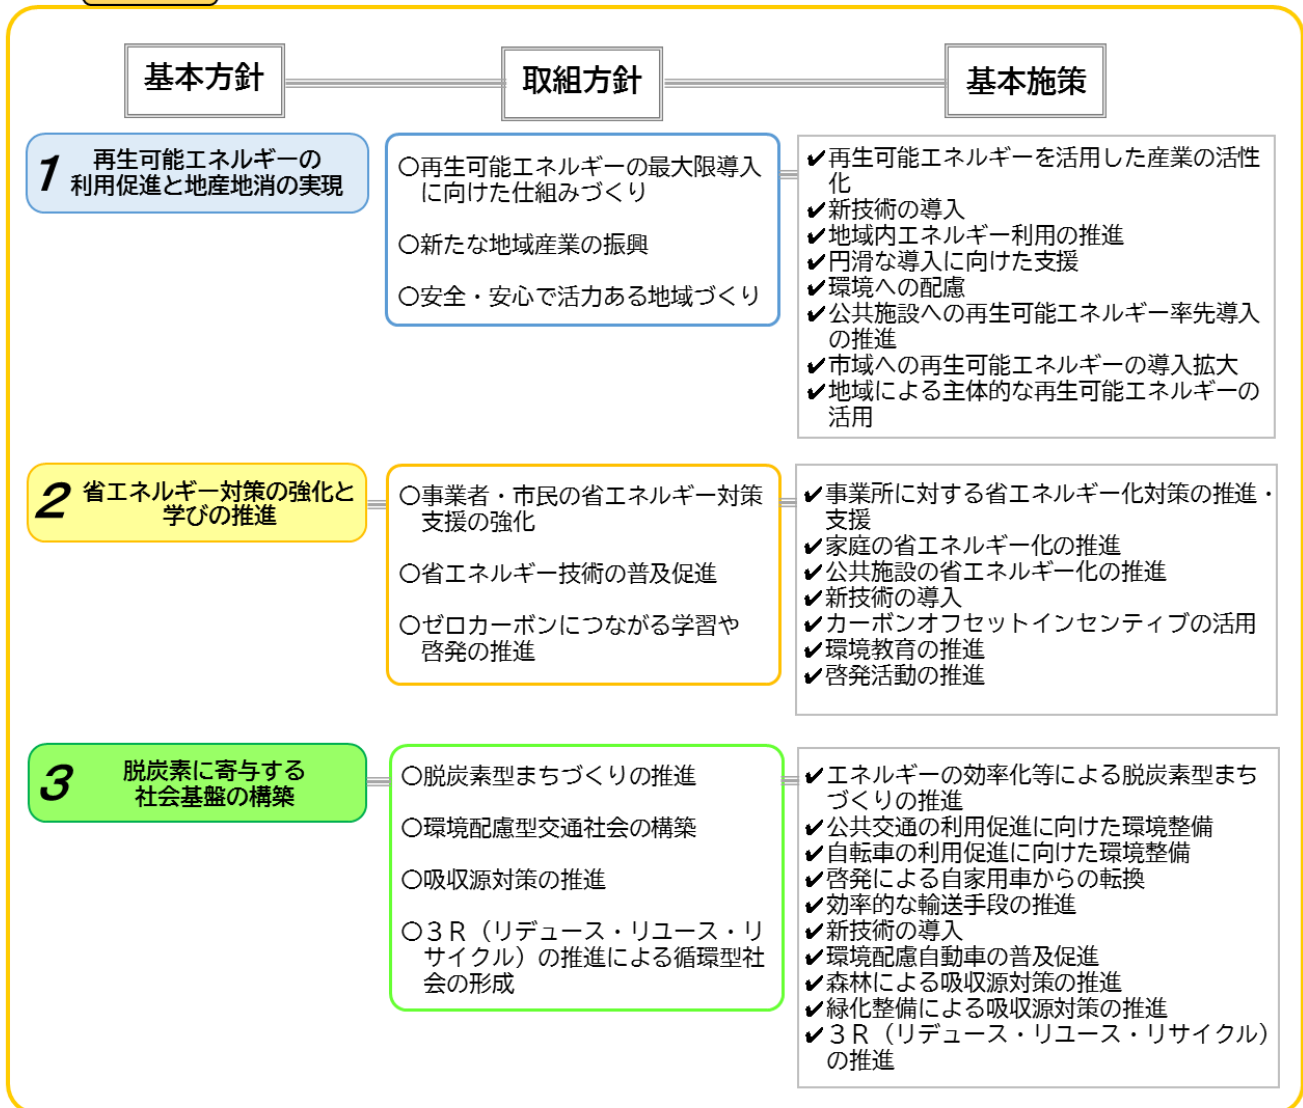 基本方針
取組方針
基本施策
1
再生可能エネルギーの
利用促進と地産地消の実現
○再生可能エネルギーの最大限導入
に向けた仕組みづくり
○新たな地域産業の振興
○安全・安心で活力ある地域づくり
✔再生可能エネルギーを活用した産業の活性
化
✔新技術の導入
✔地域内エネルギー利用の推進
✔円滑な導入に向けた支援
✔環境への配慮
✔公共施設への再生可能エネルギー率先導入
の推進
✔市域への再生可能エネルギーの導入拡大
✔地域による主体的な再生可能エネルギーの
活用
2
省エネルギー対策の強化と
学びの推進
○事業者・市民の省エネルギー対策
支援の強化
○省エネルギー技術の普及促進
○ゼロカーボンにつながる学習や
啓発の推進
✔事業所に対する省エネルギー化対策の推進・
支援
✔家庭の省エネルギー化の推進
✔公共施設の省エネルギー化の推進
✔新技術の導入
✔カーボンオフセットインセンティブの活用
✔環境教育の推進
✔啓発活動の推進
3
脱炭素に寄与する
社会基盤の構築
○脱炭素型まちづくりの推進
○環境配慮型交通社会の構築
○吸収源対策の推進
○３Ｒ（リデュース・リユース・リ
サイクル）の推進による循環型社
会の形成
✔エネルギーの効率化等による脱炭素型まち
づくりの推進
✔公共交通の利用促進に向けた環境整備
✔自転車の利用促進に向けた環境整備
✔啓発による自家用車からの転換
✔効率的な輸送手段の推進
✔新技術の導入
✔環境配慮自動車の普及促進
✔森林による吸収源対策の推進
✔緑化整備による吸収源対策の推進
✔３Ｒ（リデュース・リユース・リサイクル）
の推進